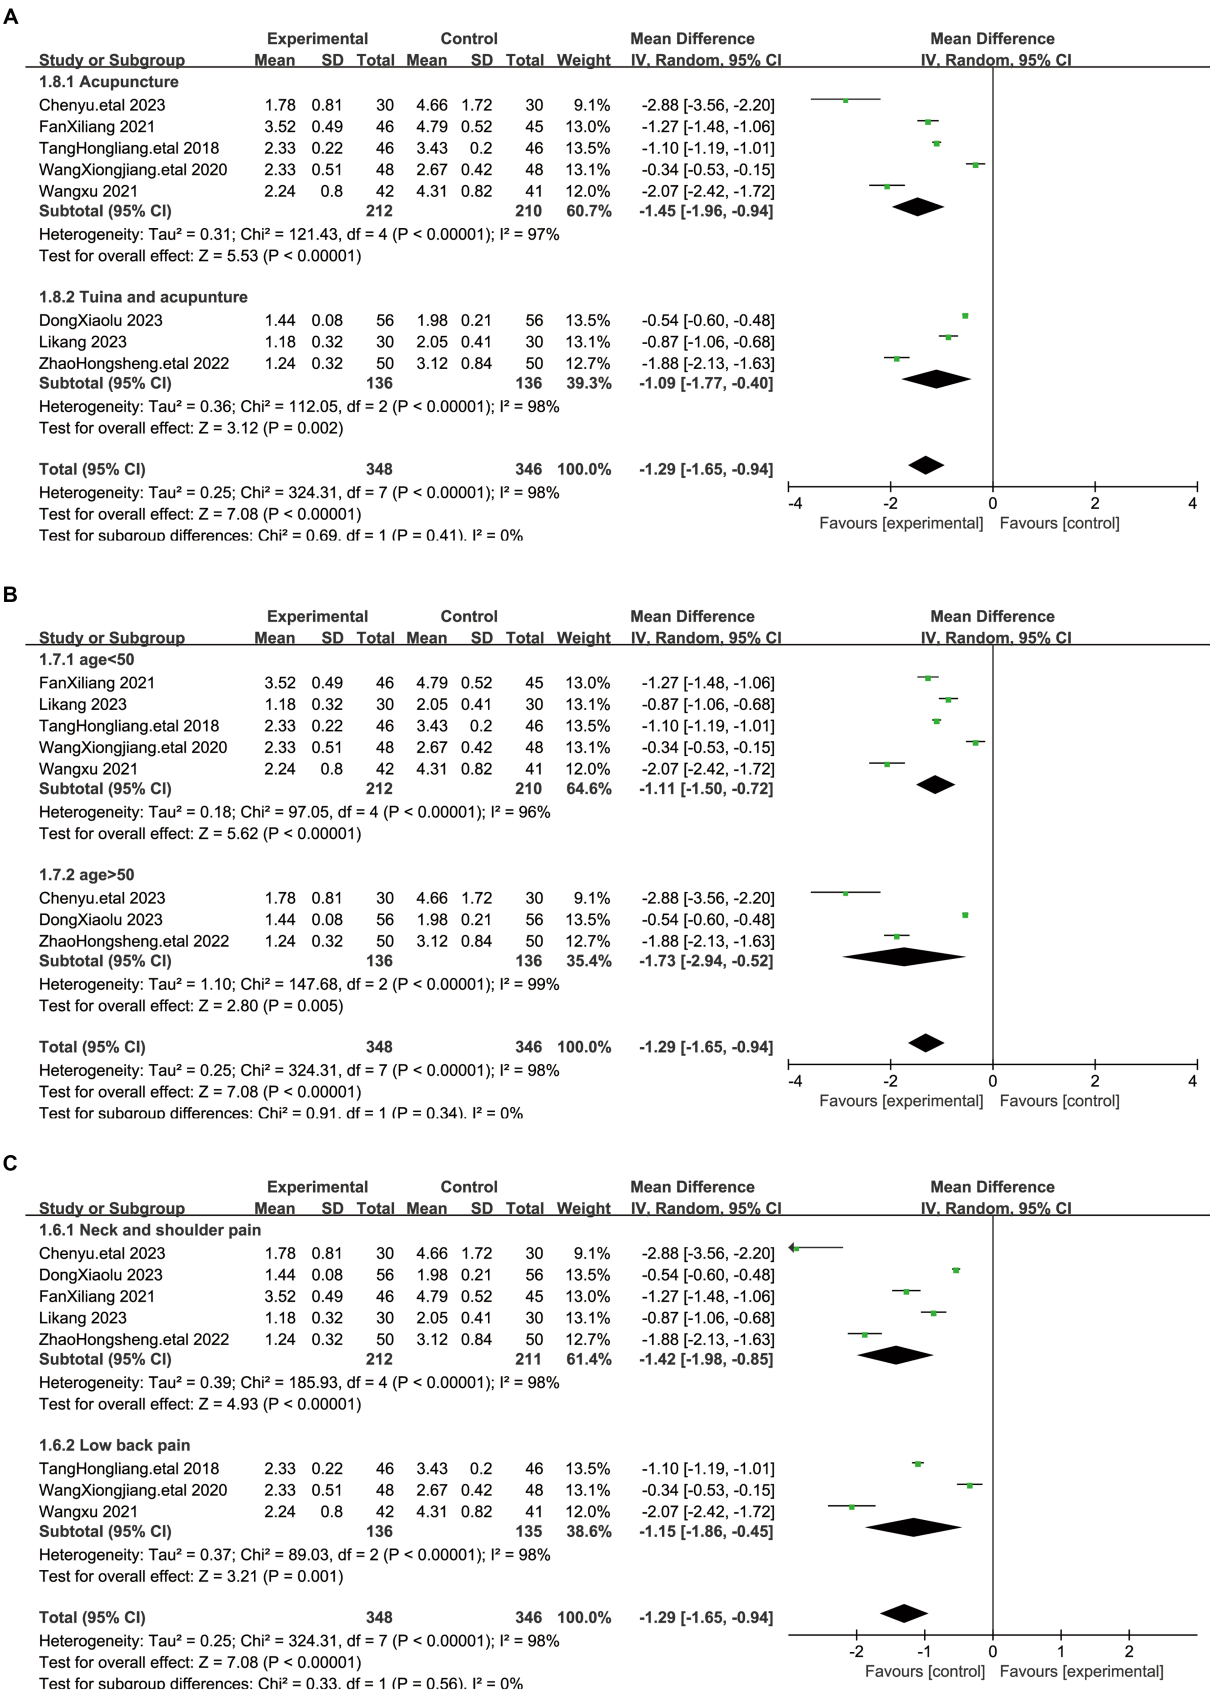 A
Experimental Control Mean Difference Mean Difference
Study or Subgroup Mean SD Total Mean SD Total Weight IV, Random, 95% CI IV, Random, 95% CI
1.8.1 Acupuncture
Chenyu.etal 2023 1.78 0.81 30 4.66 1.72 30 9.1% -2.88 [-3.56, -2.20]
FanXiliang 2021 3.52 0.49 46 4.79 0.52 45 13.0% -1.27 [-1.48, -1.06]
TangHongliang.etal 2018 2.33 0.22 46 3.43 0.2 46 13.5% -1.10 [-1.19, -1.01]
WangXiongjiang.etal 2020 2.33 0.51 48 2.67 0.42 48 13.1% -0.34 [-0.53, -0.15]
Wangxu 2021 2.24 0.8 42 4.31 0.82 41 12.0% -2.07 [-2.42, -1.72]
Subtotal (95% CI) 212 210 60.7% -1.45 [-1.96, -0.94]
Heterogeneity: Tau² = 0.31; Chi² = 121.43, df = 4 (P < 0.00001); I² = 97%
Test for overall effect: Z = 5.53 (P < 0.00001)
1.8.2 Tuina and acupunture
DongXiaolu 2023 1.44 0.08 56 1.98 0.21 56 13.5% -0.54 [-0.60, -0.48]
Likang 2023 1.18 0.32 30 2.05 0.41 30 13.1% -0.87 [-1.06, -0.68]
ZhaoHongsheng.etal 2022 1.24 0.32 50 3.12 0.84 50 12.7% -1.88 [-2.13, -1.63]
Subtotal (95% CI) 136 136 39.3% -1.09 [-1.77, -0.40]
Heterogeneity: Tau² = 0.36; Chi² = 112.05, df = 2 (P < 0.00001); I² = 98%
Test for overall effect: Z = 3.12 (P = 0.002)
Total (95% CI) 348 346 100.0% -1.29 [-1.65, -0.94]
Heterogeneity: Tau² = 0.25; Chi² = 324.31, df = 7 (P < 0.00001); I² = 98%
Test for overall effect: Z = 7.08 (P < 0.00001)
Test for subgroup differences: Chi² = 0.69, df = 1 (P = 0.41), I² = 0%
-4 -2 0 2 4
Favours [experimental] Favours [control]
B
Experimental Control Mean Difference Mean Difference
Study or Subgroup Mean SD Total Mean SD Total Weight IV, Random, 95% CI IV, Random, 95% CI
1.7.1 age<50
FanXiliang 2021 3.52 0.49 46 4.79 0.52 45 13.0% -1.27 [-1.48, -1.06]
Likang 2023 1.18 0.32 30 2.05 0.41 30 13.1% -0.87 [-1.06, -0.68]
TangHongliang.etal 2018 2.33 0.22 46 3.43 0.2 46 13.5% -1.10 [-1.19, -1.01]
WangXiongjiang.etal 2020 2.33 0.51 48 2.67 0.42 48 13.1% -0.34 [-0.53, -0.15]
Wangxu 2021 2.24 0.8 42 4.31 0.82 41 12.0% -2.07 [-2.42, -1.72]
Subtotal (95% CI) 212 210 64.6% -1.11 [-1.50, -0.72]
Heterogeneity: Tau² = 0.18; Chi² = 97.05, df = 4 (P < 0.00001); I² = 96%
Test for overall effect: Z = 5.62 (P < 0.00001)
1.7.2 age>50
Chenyu.etal 2023 1.78 0.81 30 4.66 1.72 30 9.1% -2.88 [-3.56, -2.20]
DongXiaolu 2023 1.44 0.08 56 1.98 0.21 56 13.5% -0.54 [-0.60, -0.48]
ZhaoHongsheng.etal 2022 1.24 0.32 50 3.12 0.84 50 12.7% -1.88 [-2.13, -1.63]
Subtotal (95% CI) 136 136 35.4% -1.73 [-2.94, -0.52]
Heterogeneity: Tau² = 1.10; Chi² = 147.68, df = 2 (P < 0.00001); I² = 99%
Test for overall effect: Z = 2.80 (P = 0.005)
Total (95% CI) 348 346 100.0% -1.29 [-1.65, -0.94]
Heterogeneity: Tau² = 0.25; Chi² = 324.31, df = 7 (P < 0.00001); I² = 98%
Test for overall effect: Z = 7.08 (P < 0.00001)
Test for subgroup differences: Chi² = 0.91, df = 1 (P = 0.34), I² = 0%
-4 -2 0 2 4
Favours [experimental] Favours [control]
C
Experimental Control Mean Difference Mean Difference
Study or Subgroup Mean SD Total Mean SD Total Weight IV, Random, 95% CI IV, Random, 95% CI
1.6.1 Neck and shoulder pain
Chenyu.etal 2023 1.78 0.81 30 4.66 1.72 30 9.1% -2.88 [-3.56, -2.20]
DongXiaolu 2023 1.44 0.08 56 1.98 0.21 56 13.5% -0.54 [-0.60, -0.48]
FanXiliang 2021 3.52 0.49 46 4.79 0.52 45 13.0% -1.27 [-1.48, -1.06]
Likang 2023 1.18 0.32 30 2.05 0.41 30 13.1% -0.87 [-1.06, -0.68]
ZhaoHongsheng.etal 2022 1.24 0.32 50 3.12 0.84 50 12.7% -1.88 [-2.13, -1.63]
Subtotal (95% CI) 212 211 61.4% -1.42 [-1.98, -0.85]
Heterogeneity: Tau² = 0.39; Chi² = 185.93, df = 4 (P < 0.00001); I² = 98%
Test for overall effect: Z = 4.93 (P < 0.00001)
1.6.2 Low back pain
TangHongliang.etal 2018 2.33 0.22 46 3.43 0.2 46 13.5% -1.10 [-1.19, -1.01]
WangXiongjiang.etal 2020 2.33 0.51 48 2.67 0.42 48 13.1% -0.34 [-0.53, -0.15]
Wangxu 2021 2.24 0.8 42 4.31 0.82 41 12.0% -2.07 [-2.42, -1.72]
Subtotal (95% CI) 136 135 38.6% -1.15 [-1.86, -0.45]
Heterogeneity: Tau² = 0.37; Chi² = 89.03, df = 2 (P < 0.00001); I² = 98%
Test for overall effect: Z = 3.21 (P = 0.001)
Total (95% CI) 348 346 100.0% -1.29 [-1.65, -0.94]
Heterogeneity: Tau² = 0.25; Chi² = 324.31, df = 7 (P < 0.00001); I² = 98%
Test for overall effect: Z = 7.08 (P < 0.00001)
Test for subgroup differences: Chi² = 0.33, df = 1 (P = 0.56), I² = 0%
-2 -1 0 1 2
Favours [control] Favours [experimental]